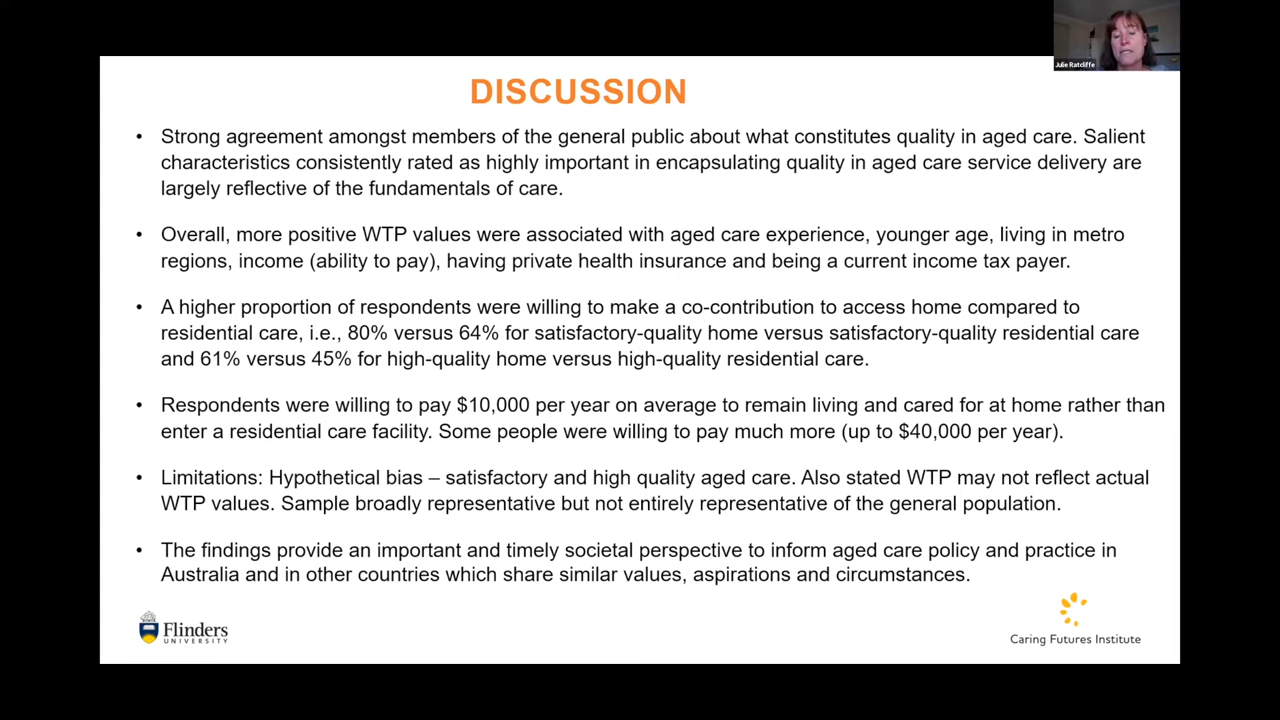 Julie Ratcliffe
DISCUSSION
• Strong agreement amongst members of the general public about what constitutes quality in aged care. Salient
characteristics consistently rated as highly important in encapsulating quality in aged care service delivery are
largely reflective of the fundamentals of care.
• Overall, more positive WTP values were associated with aged care experience, younger age, living in metro
regions, income (ability to pay), having private health insurance and being a current income tax payer.
• A higher proportion of respondents were willing to make a co-contribution to access home compared to
residential care, i.e., 80% versus 64% for satisfactory-quality home versus satisfactory-quality residential care
and 61% versus 45% for high-quality home versus high-quality residential care.
• Respondents were willing to pay $10,000 per year on average to remain living and cared for at home rather than
enter a residential care facility. Some people were willing to pay much more (up to $40,000 per year).
• Limitations: Hypothetical bias – satisfactory and high quality aged care. Also stated WTP may not reflect actual
WTP values. Sample broadly representative but not entirely representative of the general population.
• The findings provide an important and timely societal perspective to inform aged care policy and practice in
Australia and in other countries which share similar values, aspirations and circumstances.
Flinders
UNIVERSITY
Caring Futures Institute